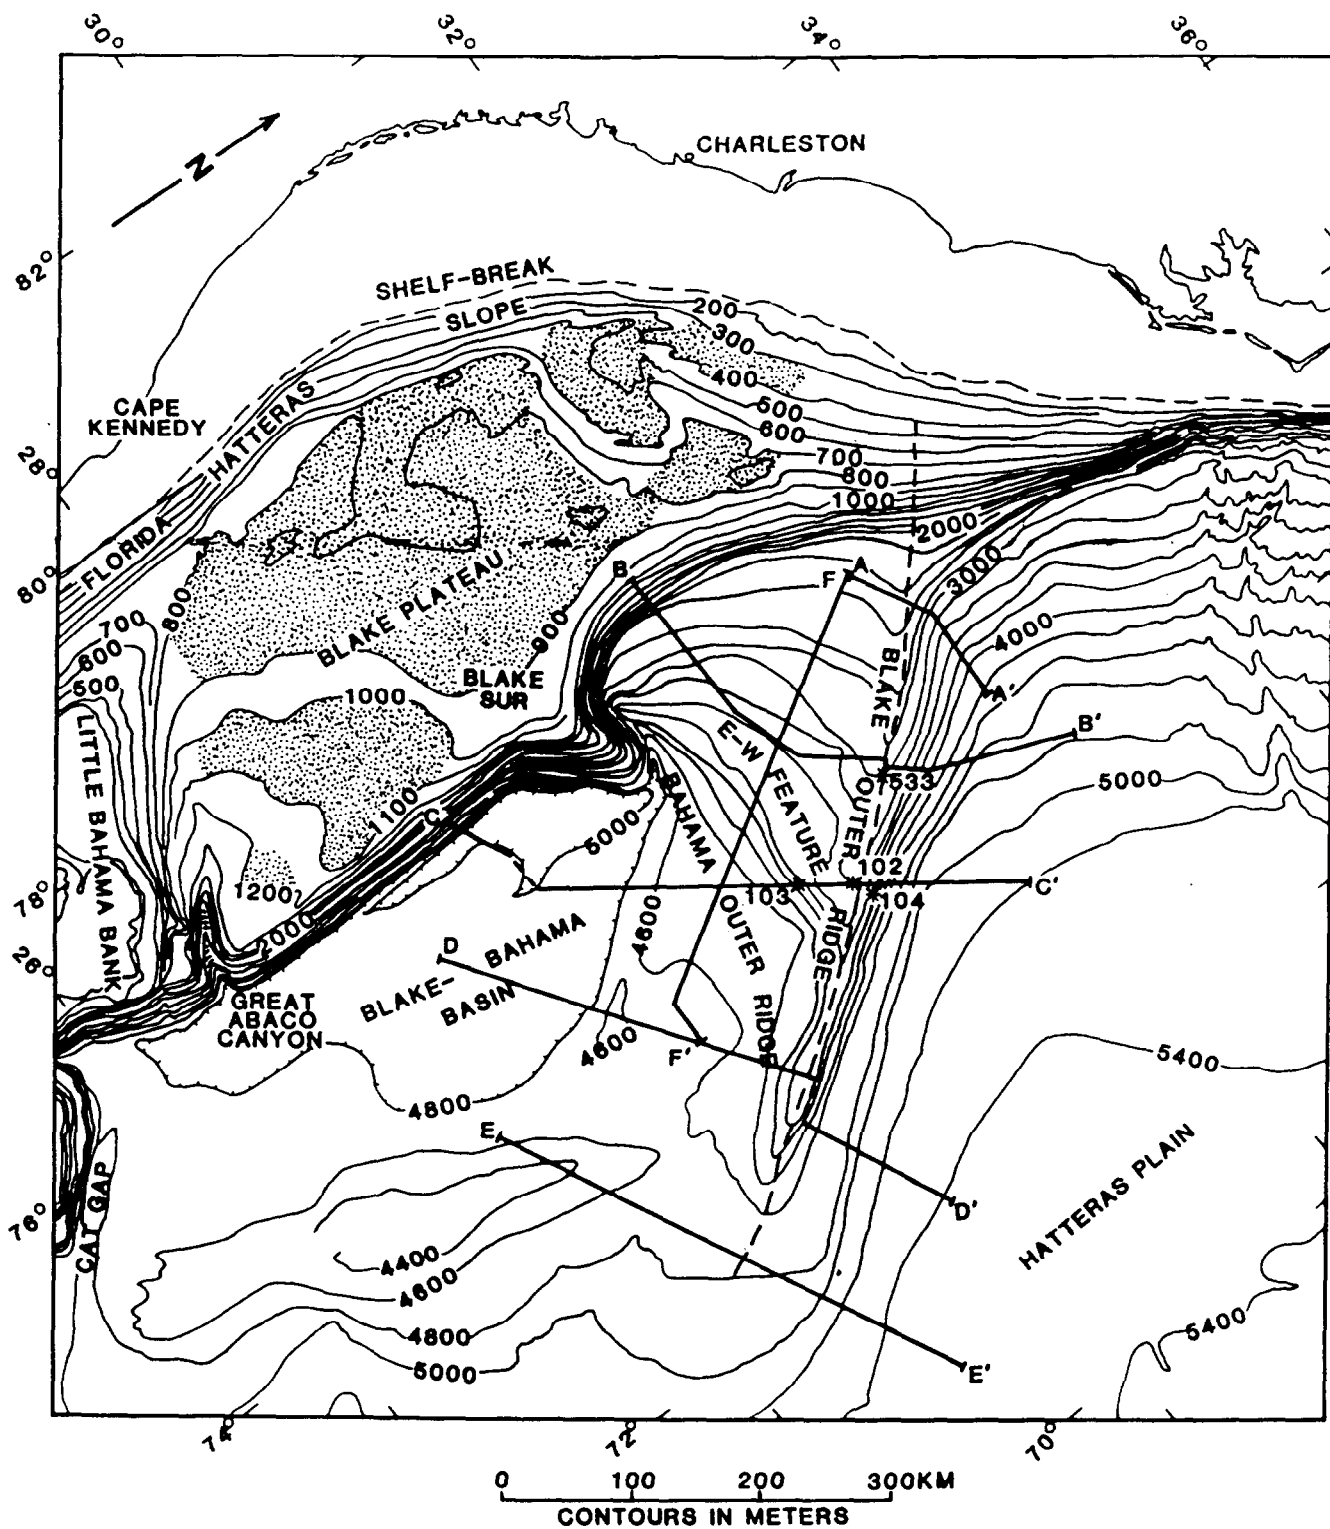 30°
32°
34°
36°
N
CHARLESTON
82°
SHELF-BREAK
SLOPE
200
300
400
500
600
700
800
1000
2000
3000
4000
CAPE
KENNEDY
28°
FLORIDA
HATTERAS
80°
800
700
600
500
BLAKE PLATEAU
900
BLAKE
SUR
1000
B
F
A
A'
B'
BLAKE
OUTER
RIDGE
E-W FEATURE
533
5000
LITTLE BAHAMA BANK
1100
C
5000
BAHAMA
OUTER
RIDGE
102
103
104
C'
78°
1200?
2000
4600
26°
D
BLAKE-BAHAMA
BASIN
GREAT
ABACO
CANYON
4600
F'
5400
4800
E
CAT GAP
D'
HATTERAS PLAIN
76°
4400
4600
4800
5000
5400
E'
74°
72°
70°
0 100 200 300KM
CONTOURS IN METERS